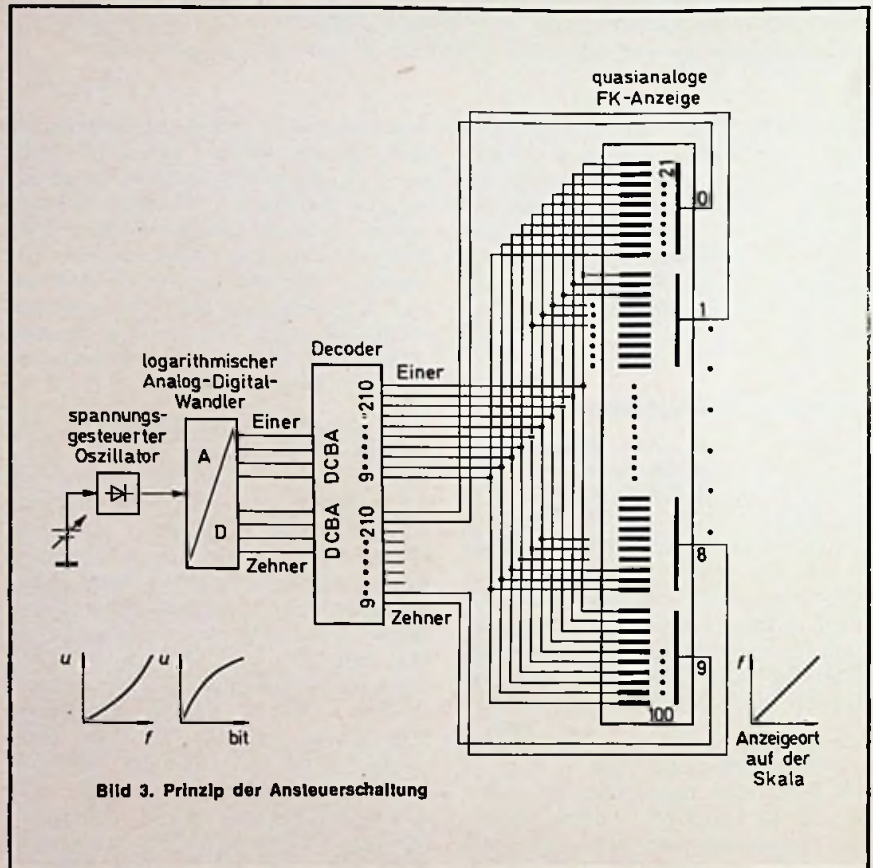 quasianaloge
FK-Anzeige
21
0
1
Decoder
logarithmischer
Analog-Digital-
Wandler
Einer
Einer
spannungs-
gesteuerter
Oszillator
A
D
DCBA
DCBA
9 210
9 210
8
Zehner
Zehner
9
100
u
f
u
bit
f
Anzeigeort
auf der
Skala
Bild 3. Prinzip der Ansteuerschaltung